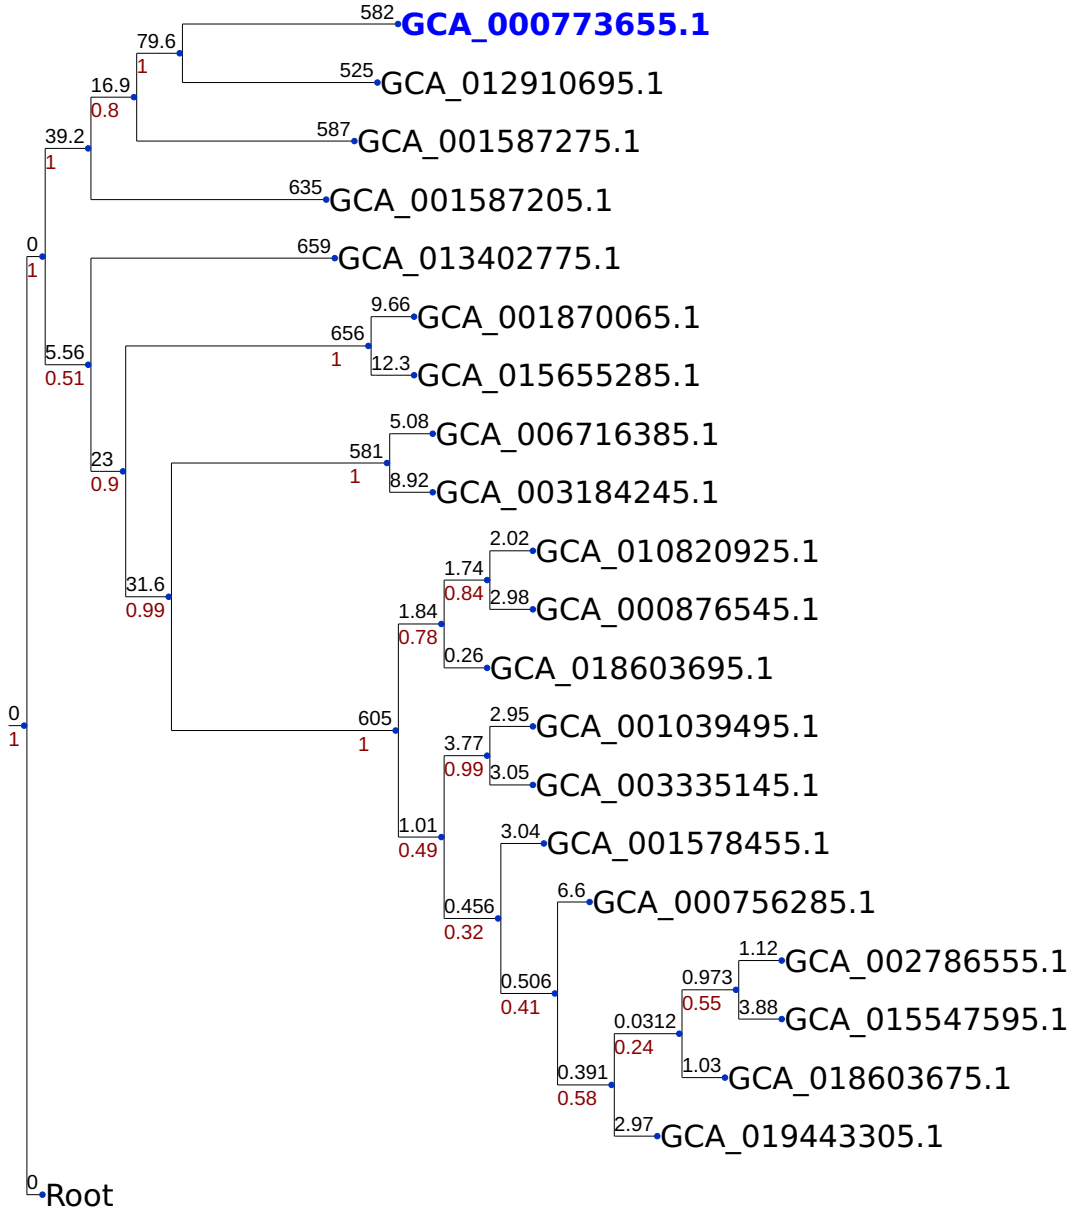 582
GCA_000773655.1
79.6
1
525
GCA_012910695.1
16.9
0.8
587
GCA_001587275.1
39.2
1
635
GCA_001587205.1
0
1
659
GCA_013402775.1
9.66
GCA_001870065.1
656
1
5.56
0.51
12.3
GCA_015655285.1
5.08
GCA_006716385.1
581
1
23
0.9
8.92
GCA_003184245.1
2.02
GCA_010820925.1
1.74
0.84
31.6
0.99
2.98
GCA_000876545.1
1.84
0.78
0.26
GCA_018603695.1
0
1
605
1
2.95
GCA_001039495.1
3.77
0.99
3.05
GCA_003335145.1
1.01
0.49
3.04
GCA_001578455.1
0.456
0.32
6.6
GCA_000756285.1
0.506
0.41
1.12
GCA_002786555.1
0.973
0.55
3.88
GCA_015547595.1
0.0312
0.24
1.03
GCA_018603675.1
0.391
0.58
2.97
GCA_019443305.1
0
Root